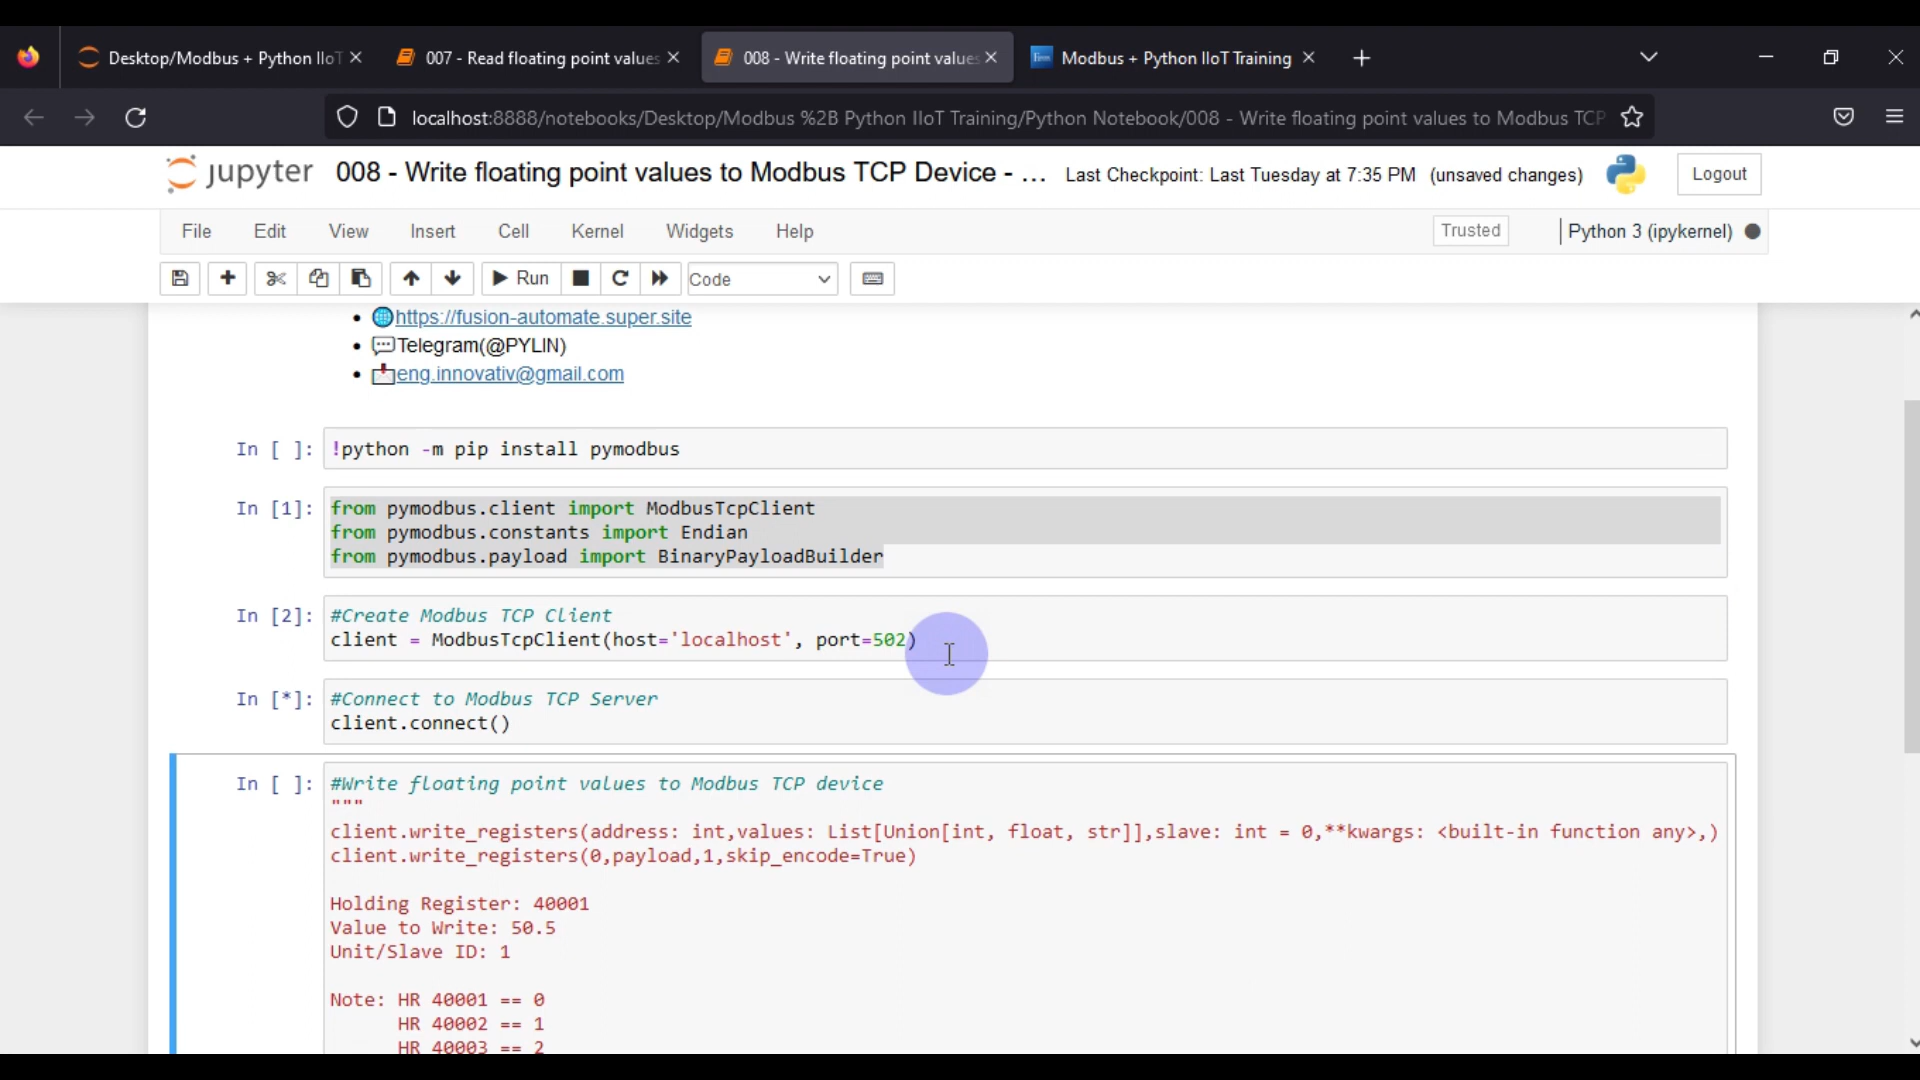 Desktop/Modbus + Python IIoT
007 - Read floating point values
008 - Write floating point values
Modbus + Python IIoT Training
localhost:8888/notebooks/Desktop/Modbus %2B Python IIoT Training/Python Notebook/008 - Write floating point values to Modbus TCP
jupyter 008 - Write floating point values to Modbus TCP Device - ... Last Checkpoint: Last Tuesday at 7:35 PM (unsaved changes) Logout
File Edit View Insert Cell Kernel Widgets Help Trusted Python 3 (ipykernel)
Run Code
• https://fusion-automate.super.site
• Telegram(@PYLIN)
• eng.innovativ@gmail.com
In [ ]: !python -m pip install pymodbus
In [1]: from pymodbus.client import ModbusTcpClient
from pymodbus.constants import Endian
from pymodbus.payload import BinaryPayloadBuilder
In [2]: #Create Modbus TCP Client
client = ModbusTcpClient(host='localhost', port=502)
In [*]: #Connect to Modbus TCP Server
client.connect()
In [ ]: #Write floating point values to Modbus TCP device
"""
client.write_registers(address: int,values: List[Union[int, float, str]],slave: int = 0,**kwargs: <built-in function any>,)
client.write_registers(0,payload,1,skip_encode=True)
Holding Register: 40001
Value to Write: 50.5
Unit/Slave ID: 1
Note: HR 40001 == 0
HR 40002 == 1
HR 40003 == 2